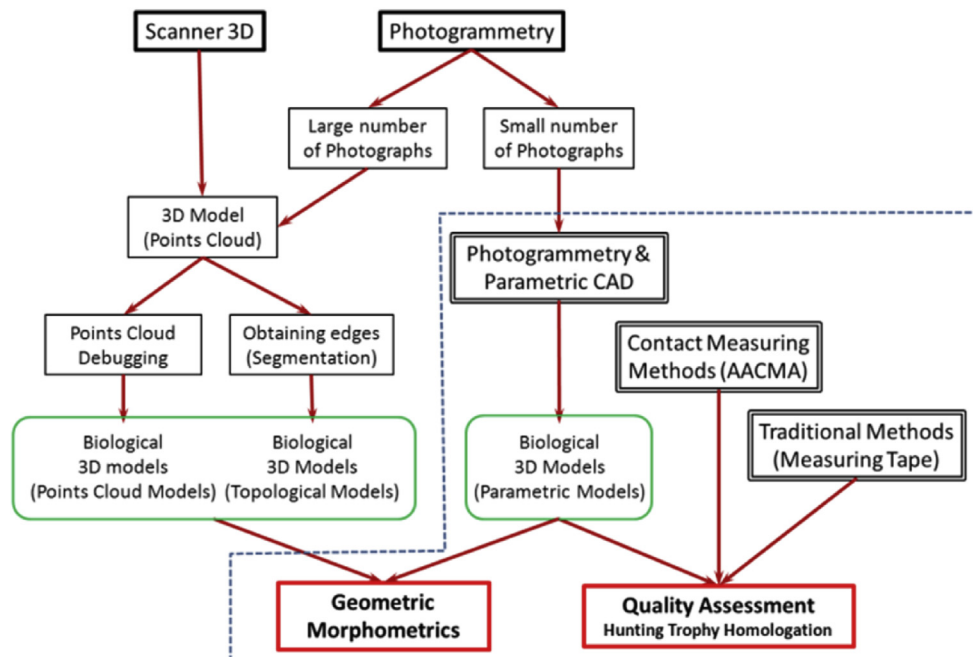 Scanner 3D
Photogrammetry
Large number
of Photographs
Small number
of Photographs
3D Model
(Points Cloud)
Photogrammetry &
Parametric CAD
Points Cloud
Debugging
Obtaining edges
(Segmentation)
Contact Measuring
Methods (AACMA)
Traditional Methods
(Measuring Tape)
Biological
3D models
(Points Cloud Models)
Biological
3D Models
(Topological Models)
Biological
3D Models
(Parametric Models)
Geometric
Morphometrics
Quality Assessment
Hunting Trophy Homologation